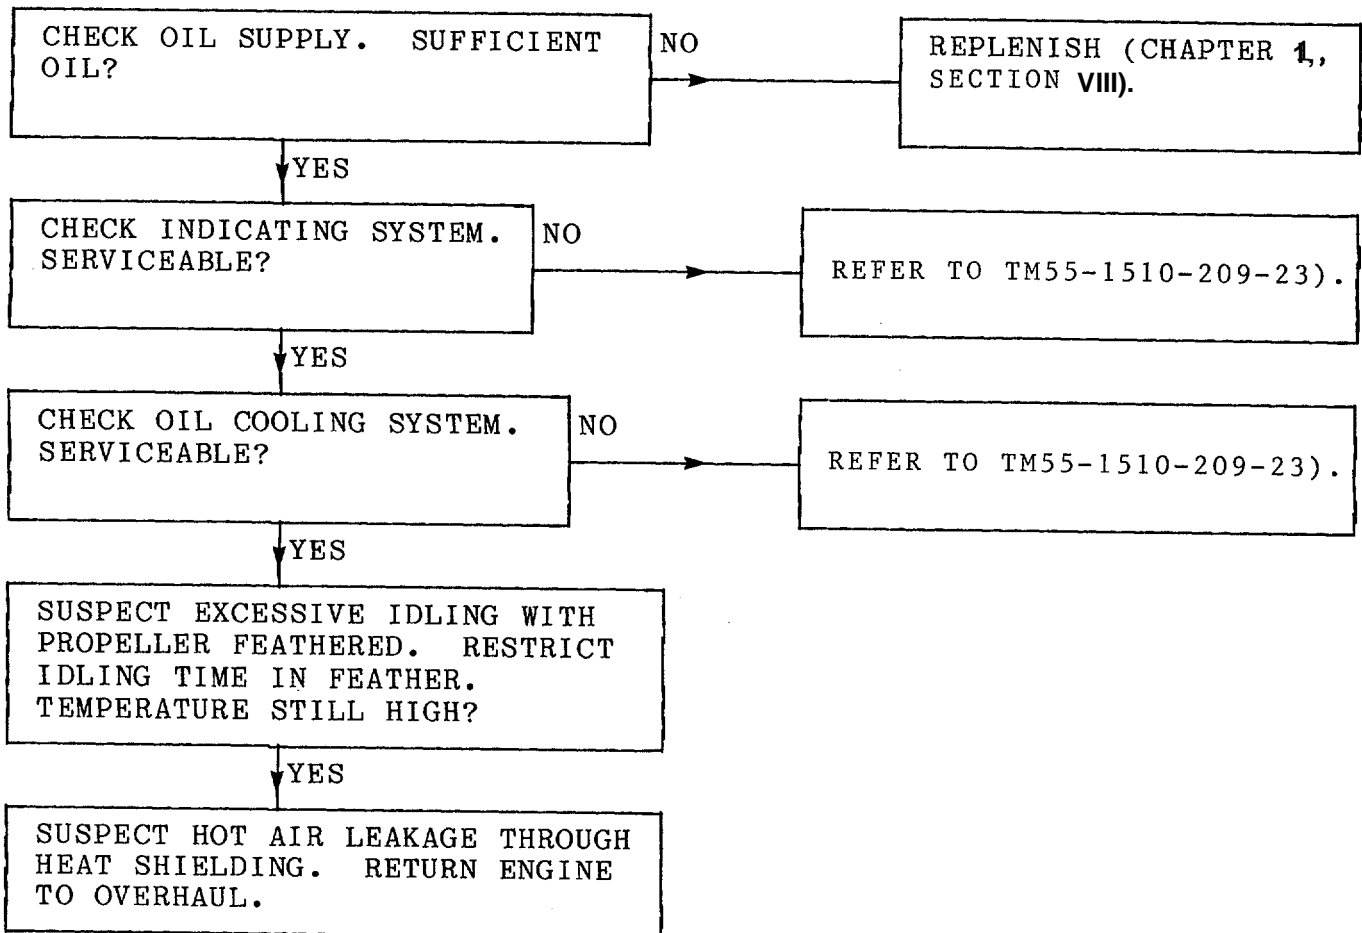 CHECK OIL SUPPLY. SUFFICIENT
OIL?
NO
REPLENISH (CHAPTER 1,,
SECTION VIII).
YES
CHECK INDICATING SYSTEM.
SERVICEABLE?
NO
REFER TO TM55-1510-209-23).
YES
CHECK OIL COOLING SYSTEM.
SERVICEABLE?
NO
REFER TO TM55-1510-209-23).
YES
SUSPECT EXCESSIVE IDLING WITH
PROPELLER FEATHERED. RESTRICT
IDLING TIME IN FEATHER.
TEMPERATURE STILL HIGH?
YES
SUSPECT HOT AIR LEAKAGE THROUGH
HEAT SHIELDING. RETURN ENGINE
TO OVERHAUL.